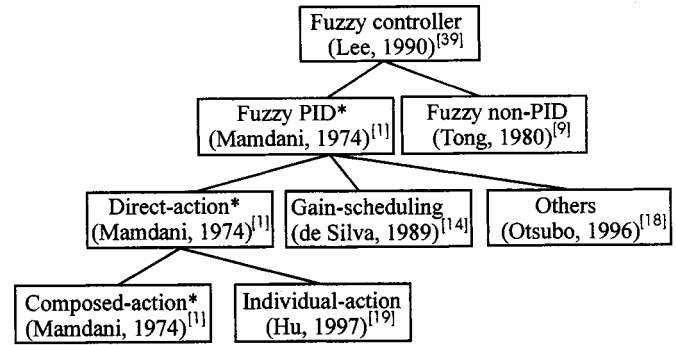 Fuzzy controller
(Lee, 1990)[39]
Fuzzy PID*
(Mamdani, 1974)[1]
Fuzzy non-PID
(Tong, 1980)[9]
Direct-action*
(Mamdani, 1974)[1]
Gain-scheduling
(de Silva, 1989)[14]
Others
(Otsubo, 1996)[18]
Composed-action*
(Mamdani, 1974)[1]
Individual-action
(Hu, 1997)[19]